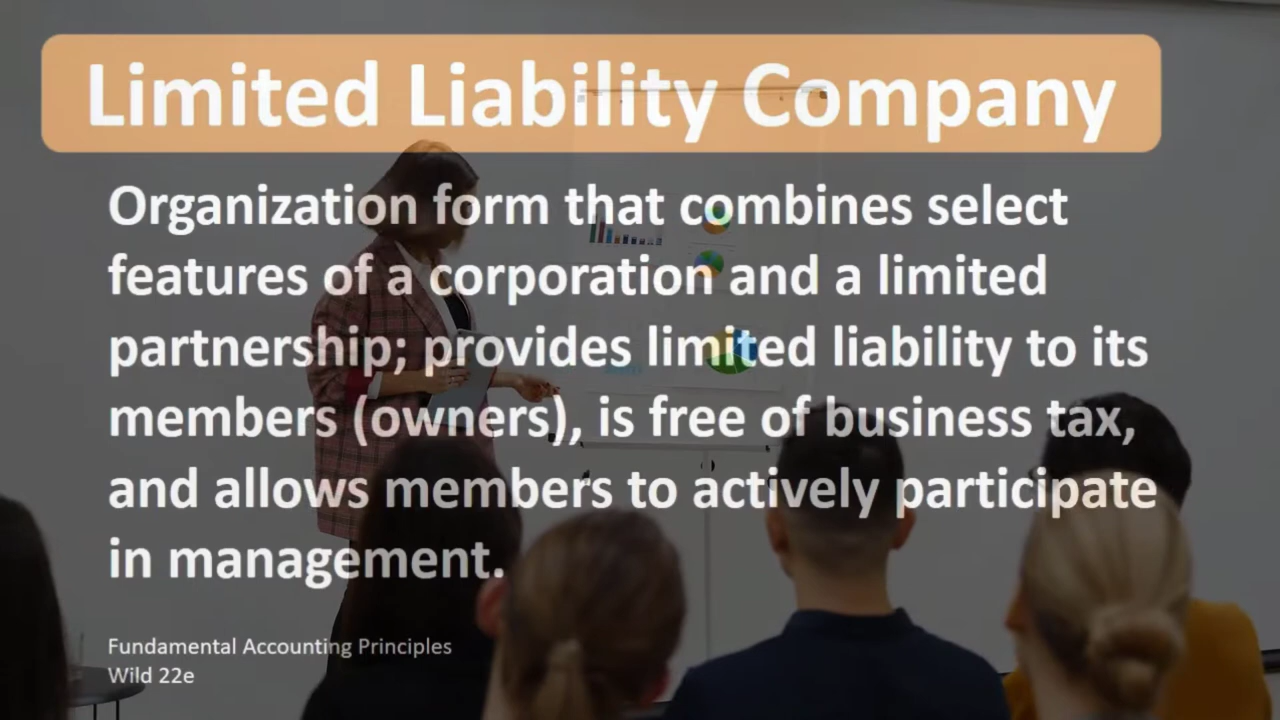 Limited Liability Company
Organization form that combines select
features of a corporation and a limited
partnership; provides limited liability to its
members (owners), is free of business tax,
and allows members to actively participate
in management.
Fundamental Accounting Principles
Wild 22e